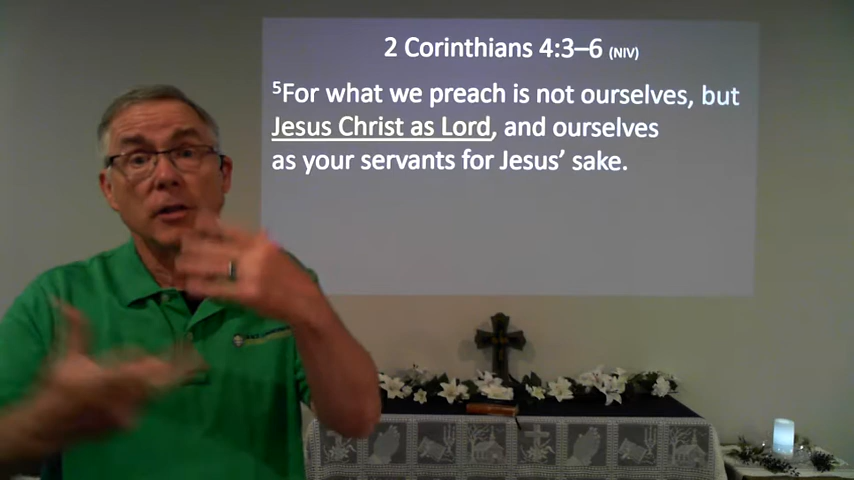 2 Corinthians 4:3–6 (NIV)
⁵For what we preach is not ourselves, but
Jesus Christ as Lord, and ourselves
as your servants for Jesus’ sake.